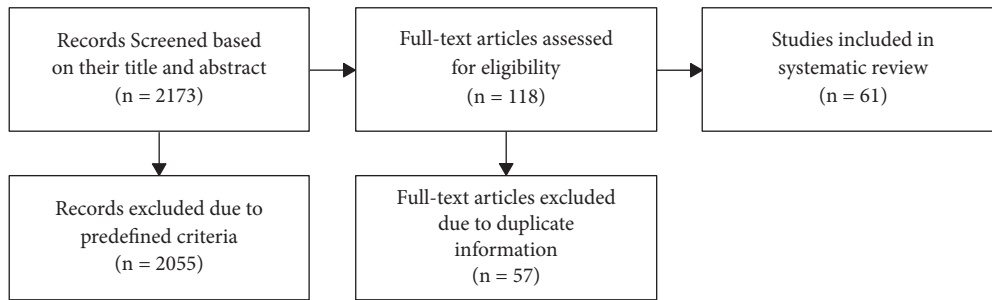 Records Screened based
on their title and abstract
(n = 2173)
Full-text articles assessed
for eligibility
(n = 118)
Studies included in
systematic review
(n = 61)
Records excluded due to
predefined criteria
(n = 2055)
Full-text articles excluded
due to duplicate
information
(n = 57)